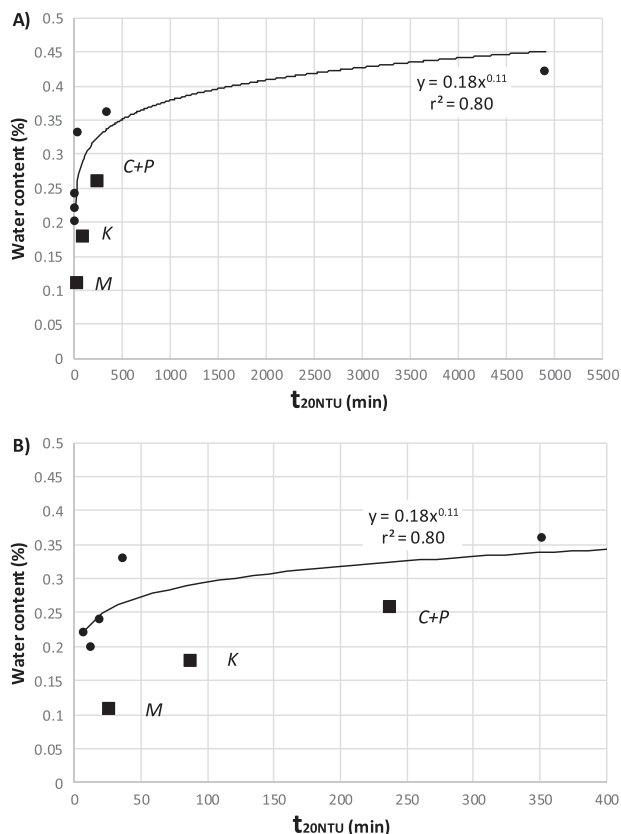 A)
Water content (%)
0.5
0.45
0.4
0.35
0.3
0.25
0.2
0.15
0.1
0.05
0
y = 0.18x^0.11
r² = 0.80
C+P
K
M
0 500 1000 1500 2000 2500 3000 3500 4000 4500 5000 5500
t20NTU (min)
B)
Water content (%)
0.5
0.45
0.4
0.35
0.3
0.25
0.2
0.15
0.1
0.05
0
y = 0.18x^0.11
r² = 0.80
C+P
K
M
0 50 100 150 200 250 300 350 400
t20NTU (min)